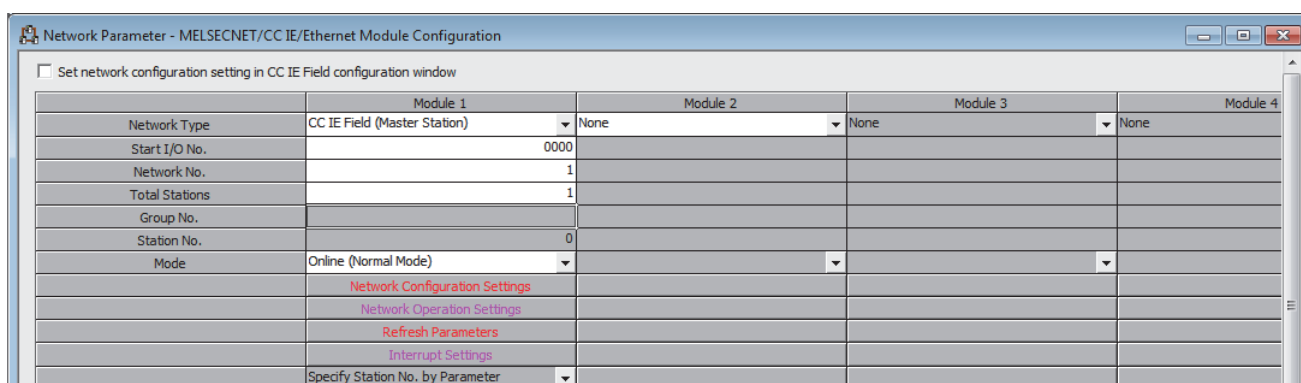 Network Parameter - MELSECNET/CC IE/Ethernet Module Configuration
Set network configuration setting in CC IE Field configuration window
Module 1 Module 2 Module 3 Module 4
Network Type CC IE Field (Master Station) None None None
Start I/O No. 0000
Network No. 1
Total Stations 1
Group No.
Station No. 0
Mode Online (Normal Mode)
Network Configuration Settings
Network Operation Settings
Refresh Parameters
Interrupt Settings
Specify Station No. by Parameter